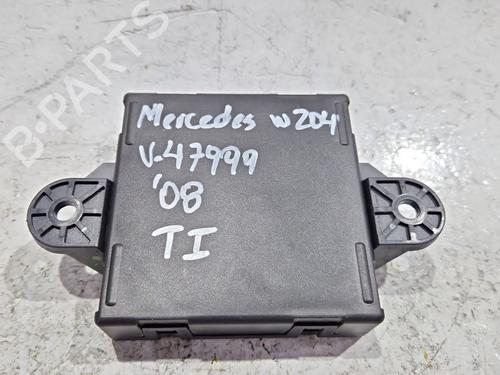 B-PARTS
Mercedes w204
V-47999
'08
TI